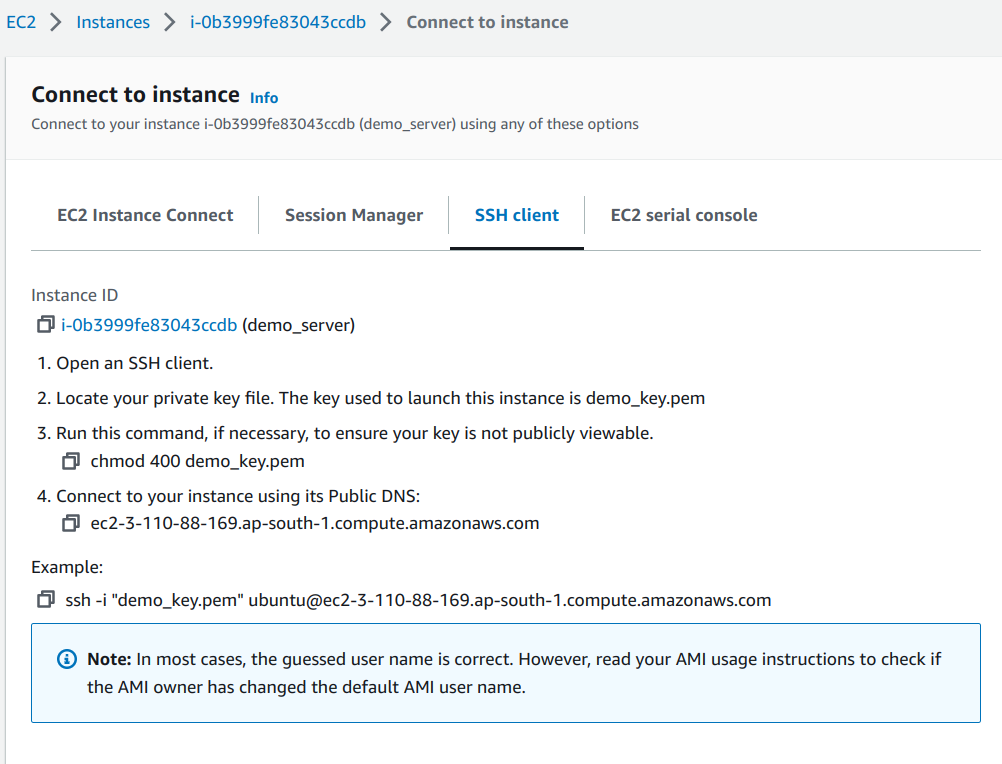 EC2 > Instances > i-0b3999fe83043ccdb > Connect to instance
Connect to instance Info
Connect to your instance i-0b3999fe83043ccdb (demo_server) using any of these options
EC2 Instance Connect Session Manager SSH client EC2 serial console
Instance ID
i-0b3999fe83043ccdb (demo_server)
1. Open an SSH client.
2. Locate your private key file. The key used to launch this instance is demo_key.pem
3. Run this command, if necessary, to ensure your key is not publicly viewable.
chmod 400 demo_key.pem
4. Connect to your instance using its Public DNS:
ec2-3-110-88-169.ap-south-1.compute.amazonaws.com
Example:
ssh -i "demo_key.pem" ubuntu@ec2-3-110-88-169.ap-south-1.compute.amazonaws.com
Note: In most cases, the guessed user name is correct. However, read your AMI usage instructions to check if
the AMI owner has changed the default AMI user name.